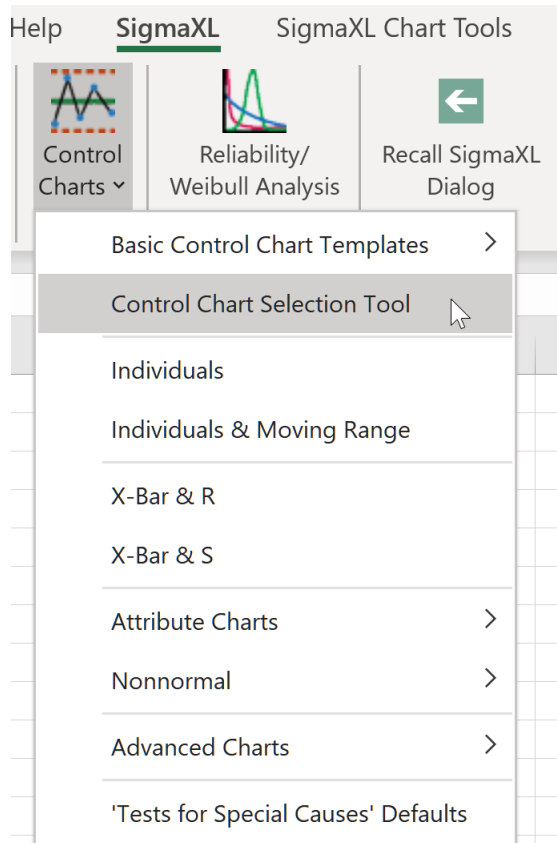 Help SigmaXL SigmaXL Chart Tools
Control Charts
Reliability/ Weibull Analysis
Recall SigmaXL Dialog
Basic Control Chart Templates
Control Chart Selection Tool
Individuals
Individuals & Moving Range
X-Bar & R
X-Bar & S
Attribute Charts
Nonnormal
Advanced Charts
'Tests for Special Causes' Defaults